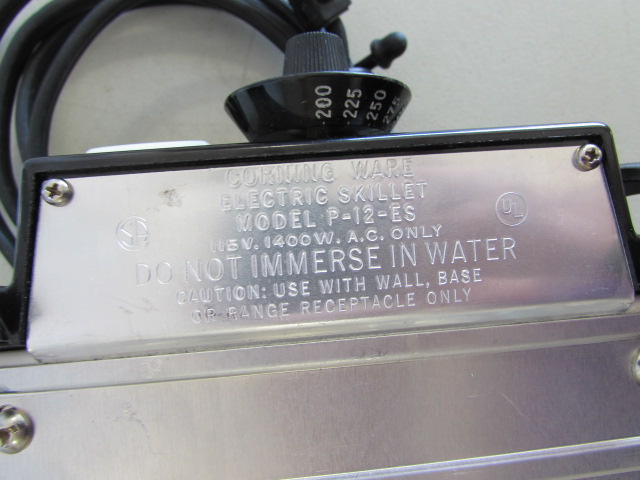 200 225 250 275
CORNING WARE
ELECTRIC SKILLET
MODEL P-12-ES
115V. 1400W. A.C. ONLY
DO NOT IMMERSE IN WATER
CAUTION: USE WITH WALL, BASE
OR RANGE RECEPTACLE ONLY
UL